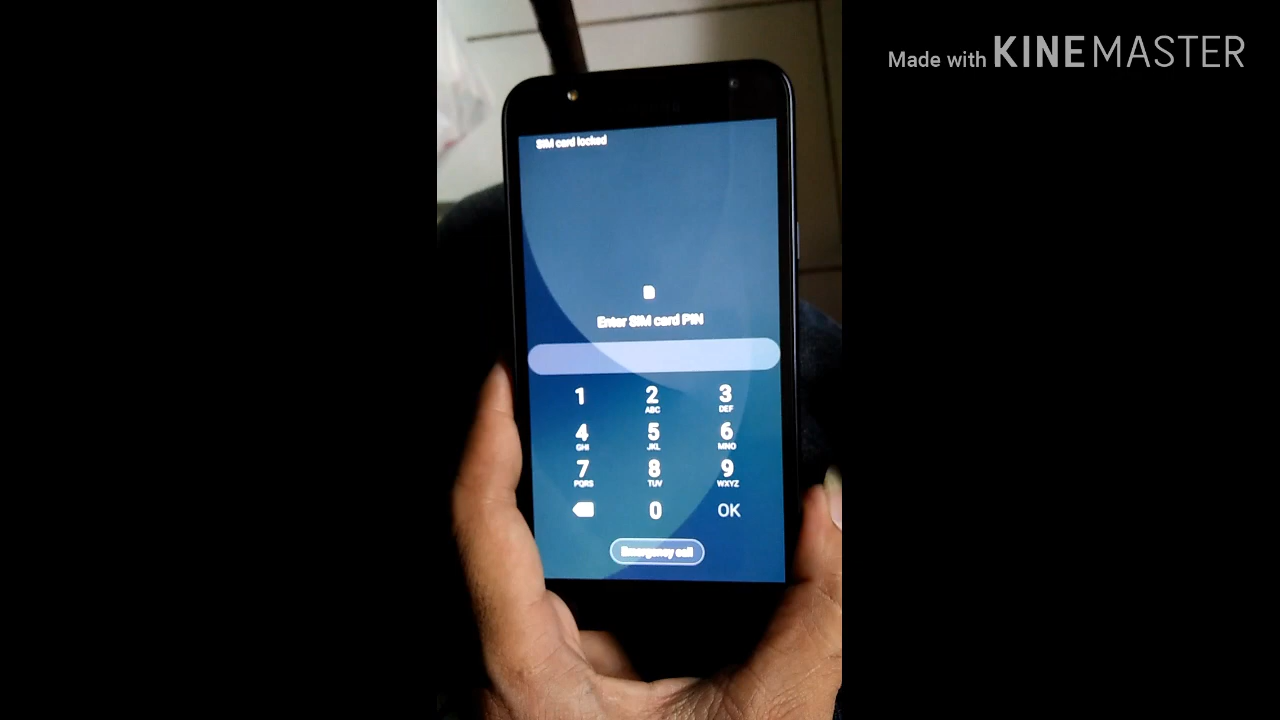 Made with KINEMASTER
SIM card locked
Enter SIM card PIN
1 2 3
ABC DEF
4 5 6
GHI JKL MNO
7 8 9
PQRS TUV WXYZ
0 OK
Emergency call